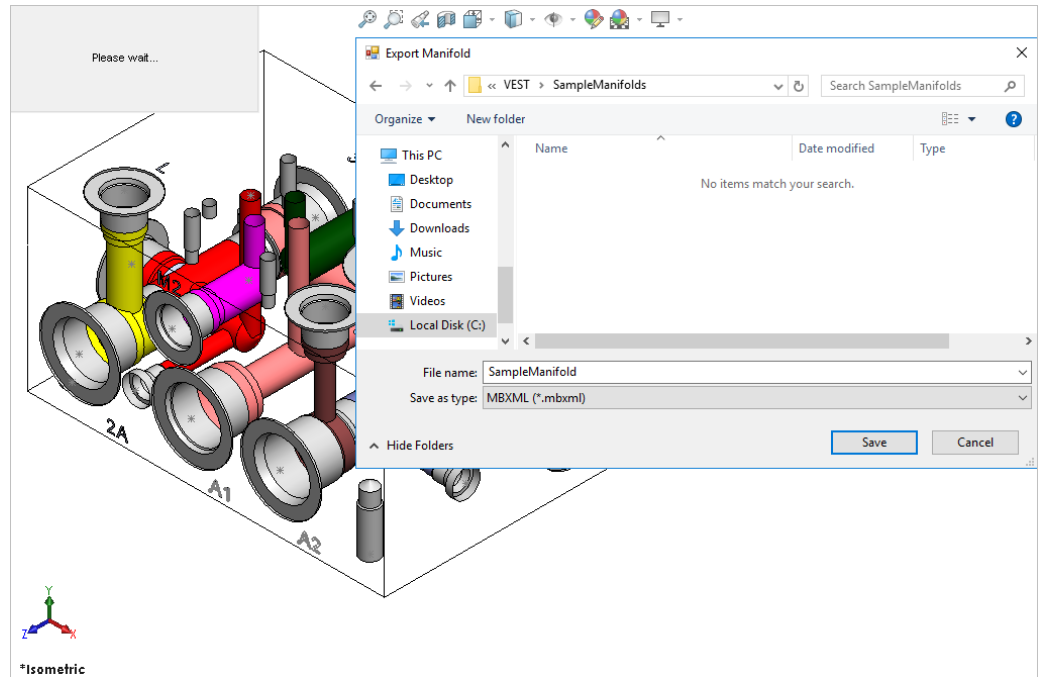 Please wait...
Export Manifold
« VEST > SampleManifolds
Search SampleManifolds
Organize
New folder
This PC
Desktop
Documents
Downloads
Music
Pictures
Videos
Local Disk (C:)
Name
Date modified
Type
No items match your search.
File name: SampleManifold
Save as type: MBXML (*.mbxml)
Hide Folders
Save
Cancel
M2
2A
A1
A2
Y
Z
X
*Isometric